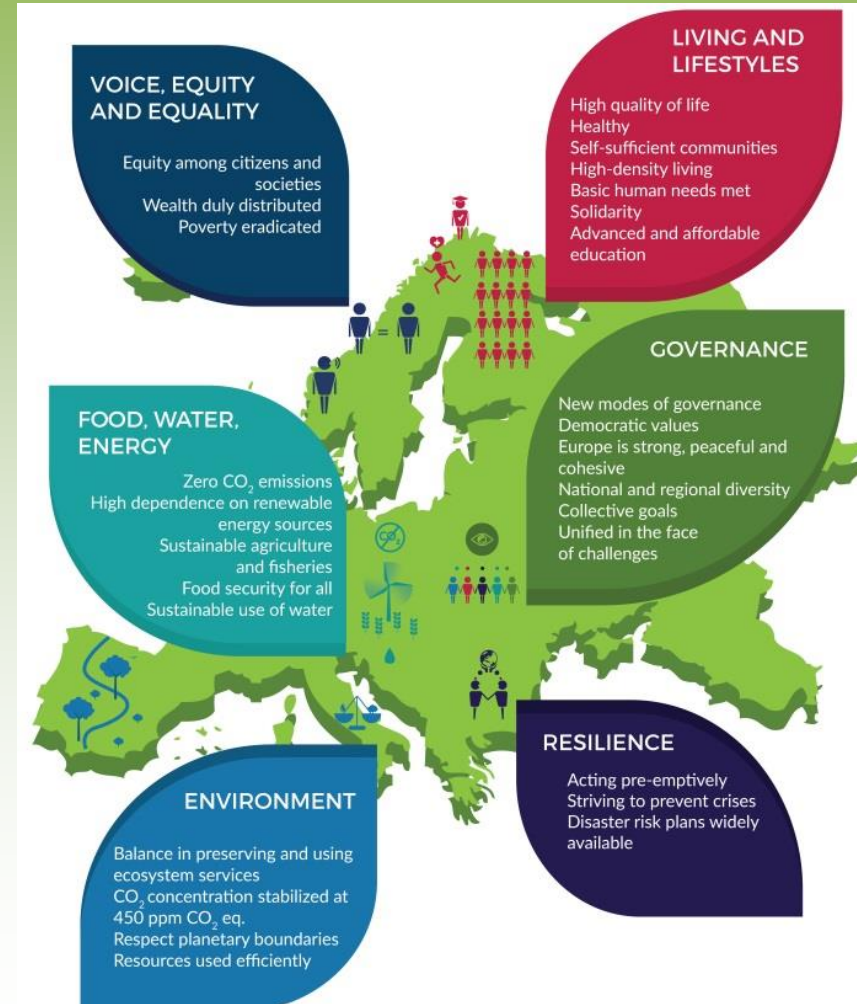 VOICE, EQUITY
AND EQUALITY
Equity among citizens and
societies
Wealth duly distributed
Poverty eradicated
LIVING AND
LIFESTYLES
High quality of life
Healthy
Self-sufficient communities
High-density living
Basic human needs met
Solidarity
Advanced and affordable
education
=
GOVERNANCE
New modes of governance
Democratic values
Europe is strong, peaceful and
cohesive
National and regional diversity
Collective goals
Unified in the face
of challenges
FOOD, WATER,
ENERGY
Zero CO₂ emissions
High dependence on renewable
energy sources
Sustainable agriculture
and fisheries
Food security for all
Sustainable use of water
CO₂
RESILIENCE
Acting pre-emptively
Striving to prevent crises
Disaster risk plans widely
available
ENVIRONMENT
Balance in preserving and using
ecosystem services
CO₂ concentration stabilized at
450 ppm CO₂ eq.
Respect planetary boundaries
Resources used efficiently